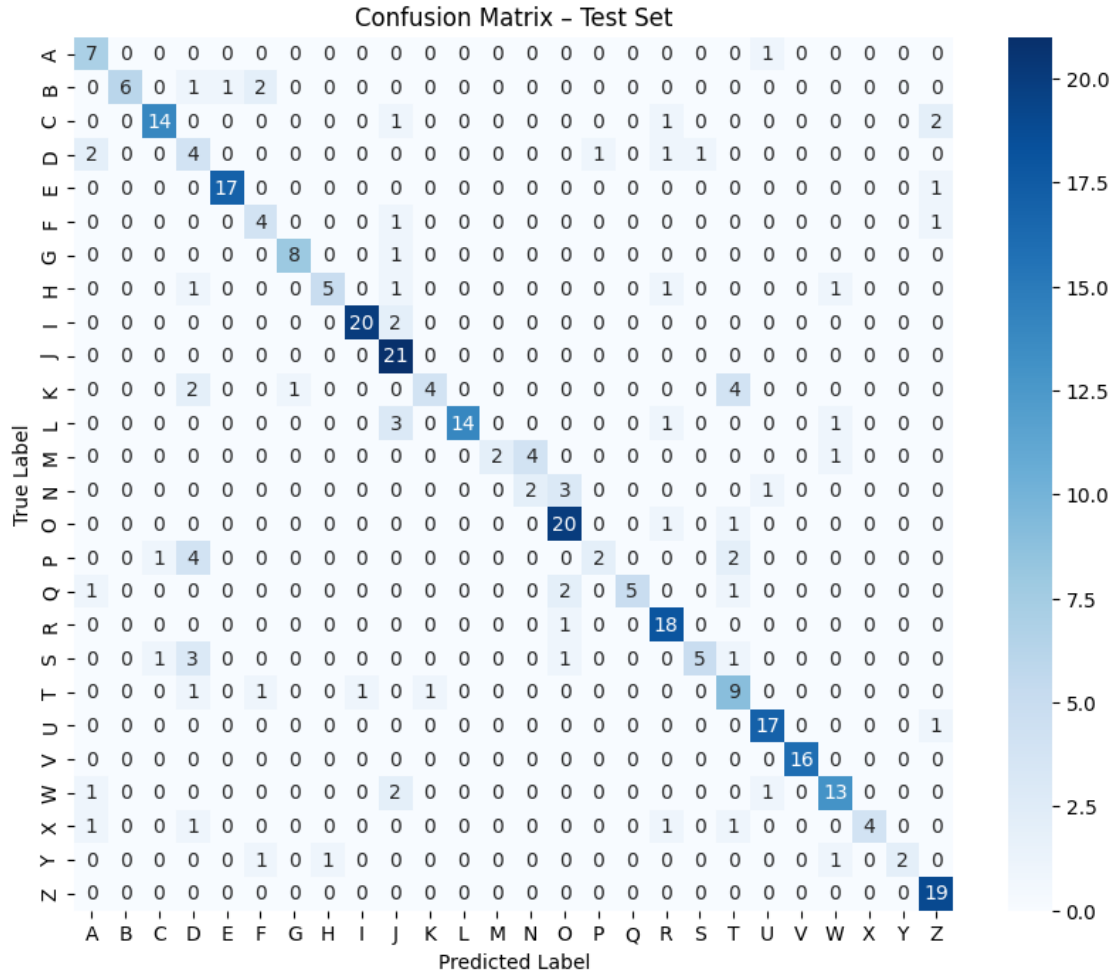 Confusion Matrix – Test Set
True Label
A 7 0 0 0 0 0 0 0 0 0 0 0 0 0 0 0 0 0 0 0 1 0 0 0 0 0
B 0 6 0 1 1 2 0 0 0 0 0 0 0 0 0 0 0 0 0 0 0 0 0 0 0 0
C 0 0 14 0 0 0 0 0 0 1 0 0 0 0 0 0 0 1 0 0 0 0 0 0 0 2
D 2 0 0 4 0 0 0 0 0 0 0 0 0 0 0 1 0 1 1 0 0 0 0 0 0 0
E 0 0 0 0 17 0 0 0 0 0 0 0 0 0 0 0 0 0 0 0 0 0 0 0 0 1
F 0 0 0 0 0 4 0 0 0 1 0 0 0 0 0 0 0 0 0 0 0 0 0 0 0 1
G 0 0 0 0 0 0 8 0 0 1 0 0 0 0 0 0 0 0 0 0 0 0 0 0 0 0
H 0 0 0 1 0 0 0 5 0 1 0 0 0 0 0 0 0 1 0 0 0 0 1 0 0 0
I 0 0 0 0 0 0 0 0 20 2 0 0 0 0 0 0 0 0 0 0 0 0 0 0 0 0
J 0 0 0 0 0 0 0 0 0 21 0 0 0 0 0 0 0 0 0 0 0 0 0 0 0 0
K 0 0 0 2 0 0 1 0 0 0 4 0 0 0 0 0 0 0 0 4 0 0 0 0 0 0
L 0 0 0 0 0 0 0 0 0 3 0 14 0 0 0 0 0 1 0 0 0 0 1 0 0 0
M 0 0 0 0 0 0 0 0 0 0 0 0 2 4 0 0 0 0 0 0 0 0 1 0 0 0
N 0 0 0 0 0 0 0 0 0 0 0 0 0 2 3 0 0 0 0 0 1 0 0 0 0 0
O 0 0 0 0 0 0 0 0 0 0 0 0 0 0 20 0 0 1 0 1 0 0 0 0 0 0
P 0 0 1 4 0 0 0 0 0 0 0 0 0 0 0 2 0 0 0 2 0 0 0 0 0 0
Q 1 0 0 0 0 0 0 0 0 0 0 0 0 0 2 0 5 0 0 1 0 0 0 0 0 0
R 0 0 0 0 0 0 0 0 0 0 0 0 0 0 1 0 0 18 0 0 0 0 0 0 0 0
S 0 0 1 3 0 0 0 0 0 0 0 0 0 0 1 0 0 0 5 1 0 0 0 0 0 0
T 0 0 0 1 0 1 0 0 1 0 1 0 0 0 0 0 0 0 0 9 0 0 0 0 0 0
U 0 0 0 0 0 0 0 0 0 0 0 0 0 0 0 0 0 0 0 0 17 0 0 0 0 1
V 0 0 0 0 0 0 0 0 0 0 0 0 0 0 0 0 0 0 0 0 0 16 0 0 0 0
W 1 0 0 0 0 0 0 0 0 2 0 0 0 0 0 0 0 0 0 0 1 0 13 0 0 0
X 1 0 0 1 0 0 0 0 0 0 0 0 0 0 0 0 0 1 0 1 0 0 0 4 0 0
Y 0 0 0 0 0 1 0 1 0 0 0 0 0 0 0 0 0 0 0 0 0 0 1 0 2 0
Z 0 0 0 0 0 0 0 0 0 0 0 0 0 0 0 0 0 0 0 0 0 0 0 0 0 19
A B C D E F G H I J K L M N O P Q R S T U V W X Y Z
Predicted Label
20.0
17.5
15.0
12.5
10.0
7.5
5.0
2.5
0.0